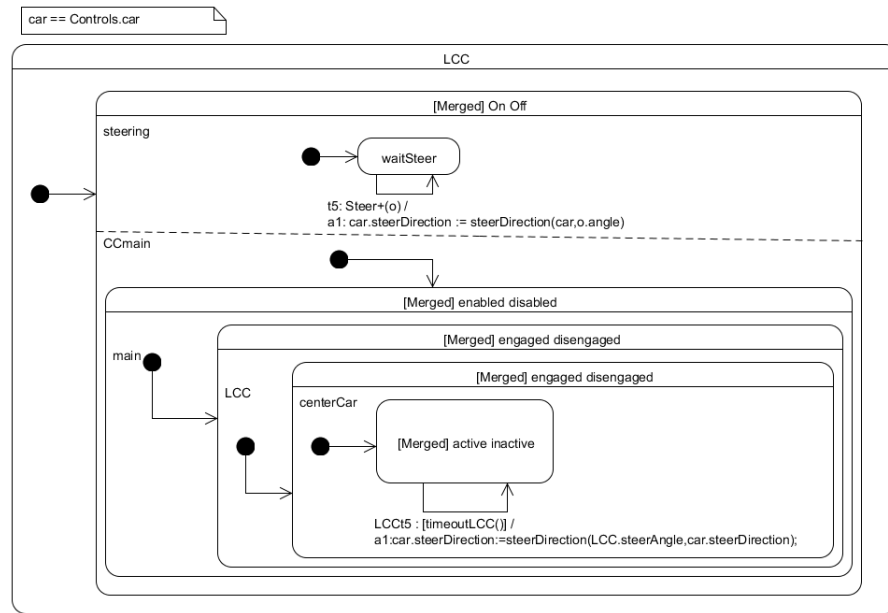 car == Controls.car
LCC
[Merged] On Off
steering
waitSteer
t5: Steer+(o) /
a1: car.steerDirection := steerDirection(car,o.angle)
CCmain
[Merged] enabled disabled
main
[Merged] engaged disengaged
LCC
[Merged] engaged disengaged
centerCar
[Merged] active inactive
LCCt5 : [timeoutLCC()] /
a1:car.steerDirection:=steerDirection(LCC.steerAngle,car.steerDirection);